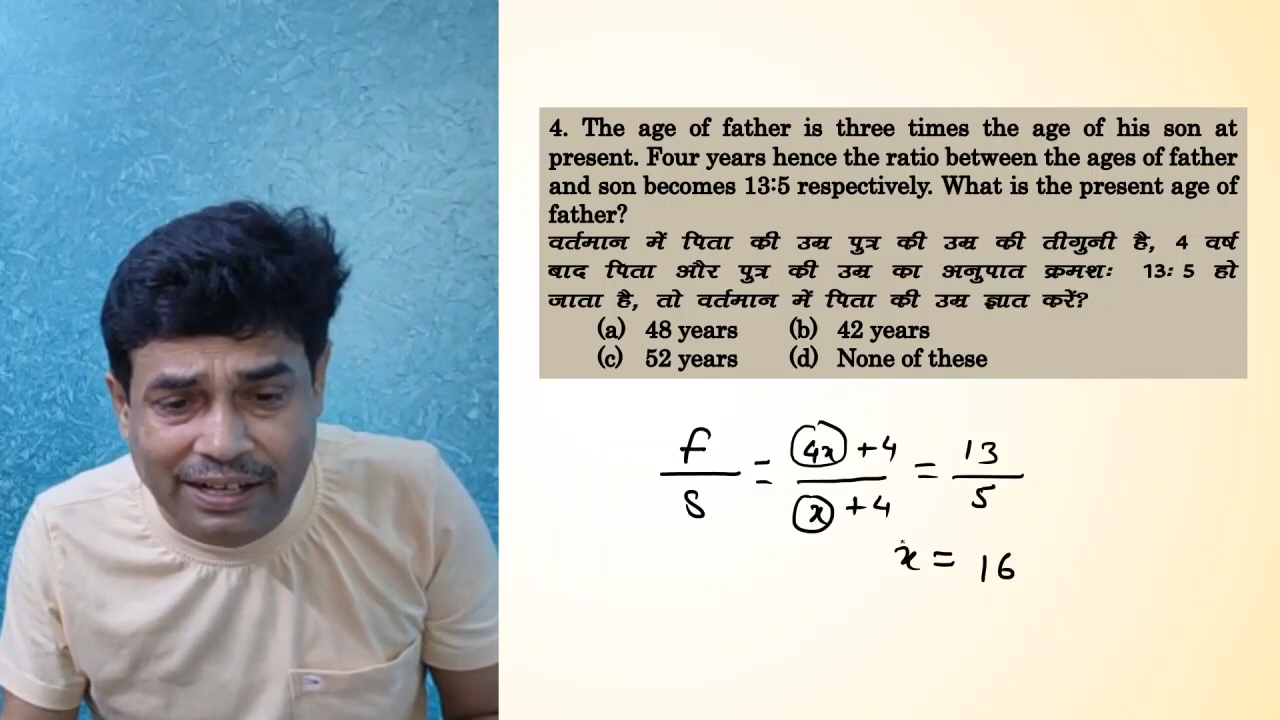 4. The age of father is three times the age of his son at
present. Four years hence the ratio between the ages of father
and son becomes 13:5 respectively. What is the present age of
father?
वर्तमान में पिता की उम्र पुत्र की उम्र की तीगुनी है, 4 वर्ष
बाद पिता और पुत्र की उम्र का अनुपात क्रमशः 13: 5 हो
जाता है, तो वर्तमान में पिता की उम्र ज्ञात करें?
(a) 48 years (b) 42 years
(c) 52 years (d) None of these
f/S = (4x + 4)/(x + 4) = 13/5
x = 16